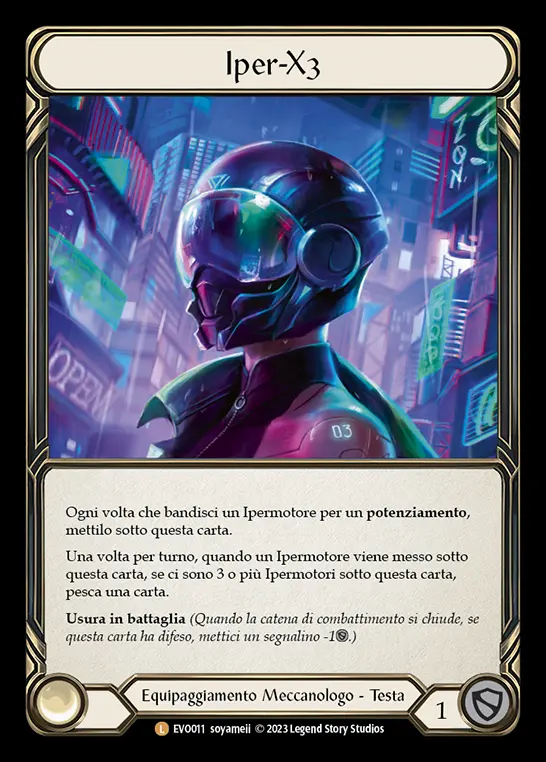 Iper-X3
ION
OPEN
03
Ogni volta che bandisci un Ipermotore per un potenziamento,
mettilo sotto questa carta.
Una volta per turno, quando un Ipermotore viene messo sotto
questa carta, se ci sono 3 o più Ipermotori sotto questa carta,
pesca una carta.
Usura in battaglia (Quando la catena di combattimento si chiude, se
questa carta ha difeso, mettici un segnalino -1.)
Equipaggiamento Meccanologo - Testa
1
L EVO011 soyameii © 2023 Legend Story Studios